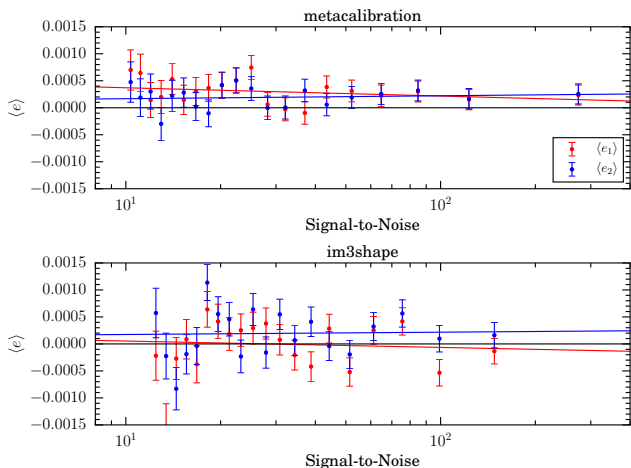 metacalibration
0.0015
0.0010
0.0005
0.0000
−0.0005
−0.0010
0.0015
⟨e⟩
10¹
10²
Signal-to-Noise
⟨e₁⟩
⟨e₂⟩
im3shape
0.0015
0.0010
0.0005
0.0000
−0.0005
−0.0010
0.0015
⟨e⟩
10¹
10²
Signal-to-Noise